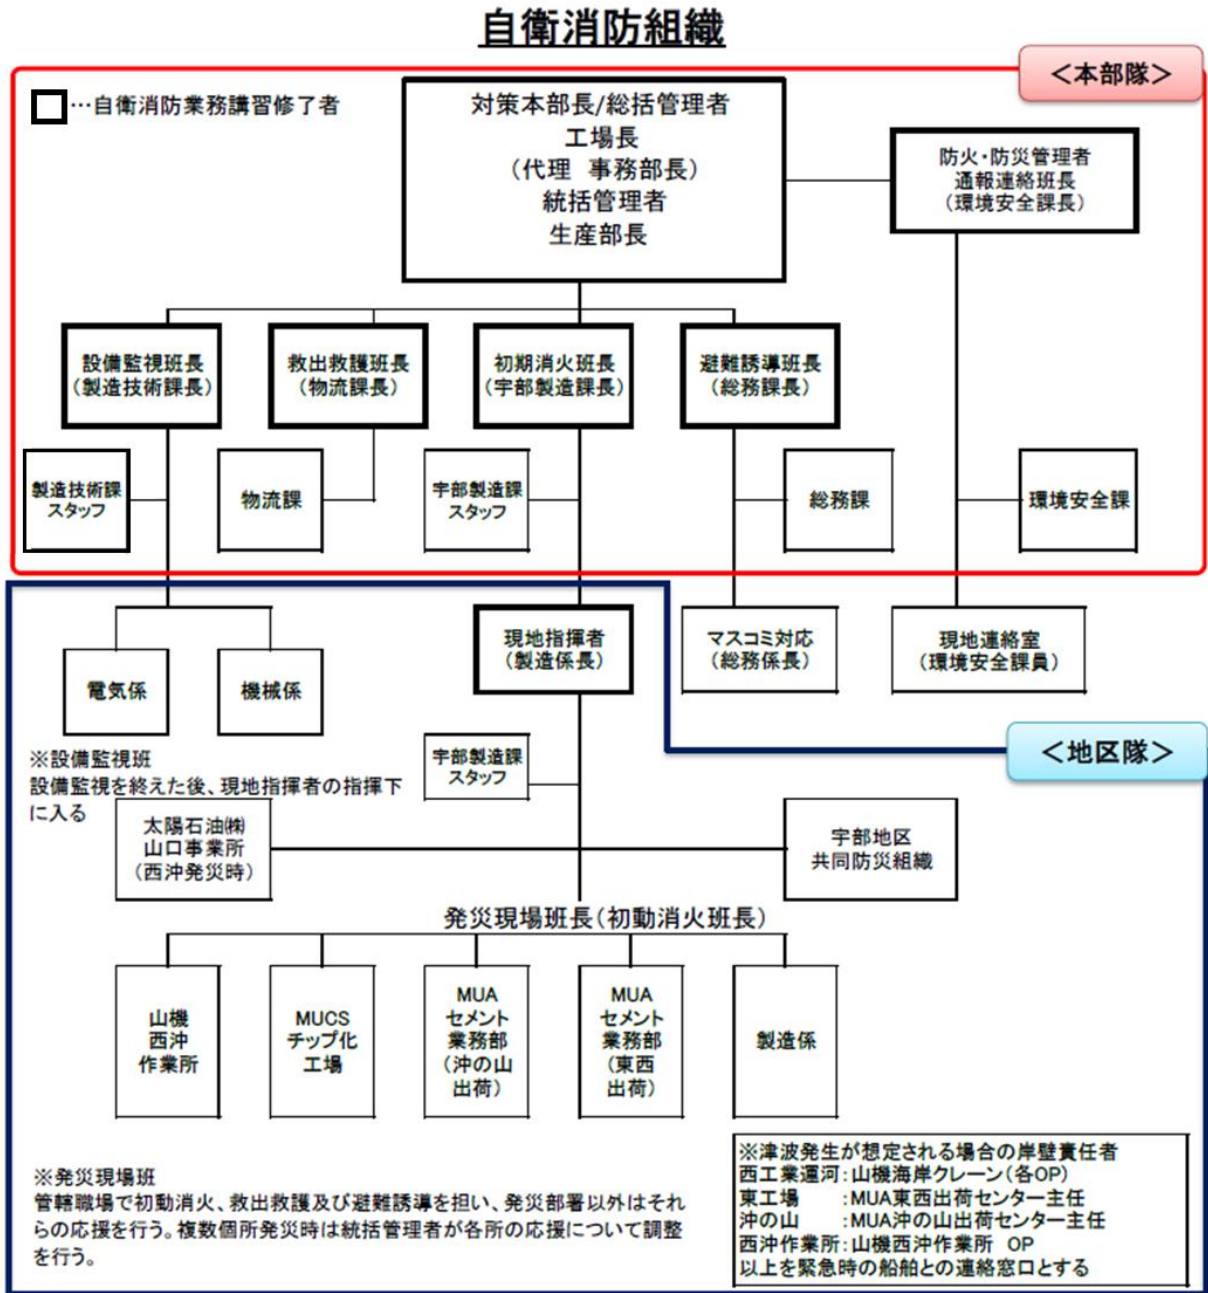 自衛消防組織
＜本部隊＞
…自衛消防業務講習修了者
対策本部長/総括管理者
工場長
(代理　事務部長)
統括管理者
生産部長
防火・防災管理者
通報連絡班長
(環境安全課長)
設備監視班長
(製造技術課長)
救出救護班長
(物流課長)
初期消火班長
(宇部製造課長)
避難誘導班長
(総務課長)
製造技術課
スタッフ
物流課
宇部製造課
スタッフ
総務課
環境安全課
現地指揮者
(製造係長)
マスコミ対応
(総務係長)
現地連絡室
(環境安全課員)
電気係
機械係
＜地区隊＞
※設備監視班
設備監視を終えた後、現地指揮者の指揮下
に入る
宇部製造課
スタッフ
太陽石油㈱
山口事業所
(西沖発災時)
宇部地区
共同防災組織
発災現場班長(初動消火班長)
山機
西沖
作業所
MUCS
チップ化
工場
MUA
セメント
業務部
(沖の山
出荷)
MUA
セメント
業務部
(東西
出荷)
製造係
※発災現場班
管轄職場で初動消火、救出救護及び避難誘導を担い、発災部署以外はそれ
らの応援を行う。複数個所発災時は統括管理者が各所の応援について調整
を行う。
※津波発生が想定される場合の岸壁責任者
西工業運河：山機海岸クレーン(各OP)
東工場　　：MUA東西出荷センター主任
沖の山　　：MUA沖の山出荷センター主任
西沖作業所：山機西沖作業所　OP
以上を緊急時の船舶との連絡窓口とする